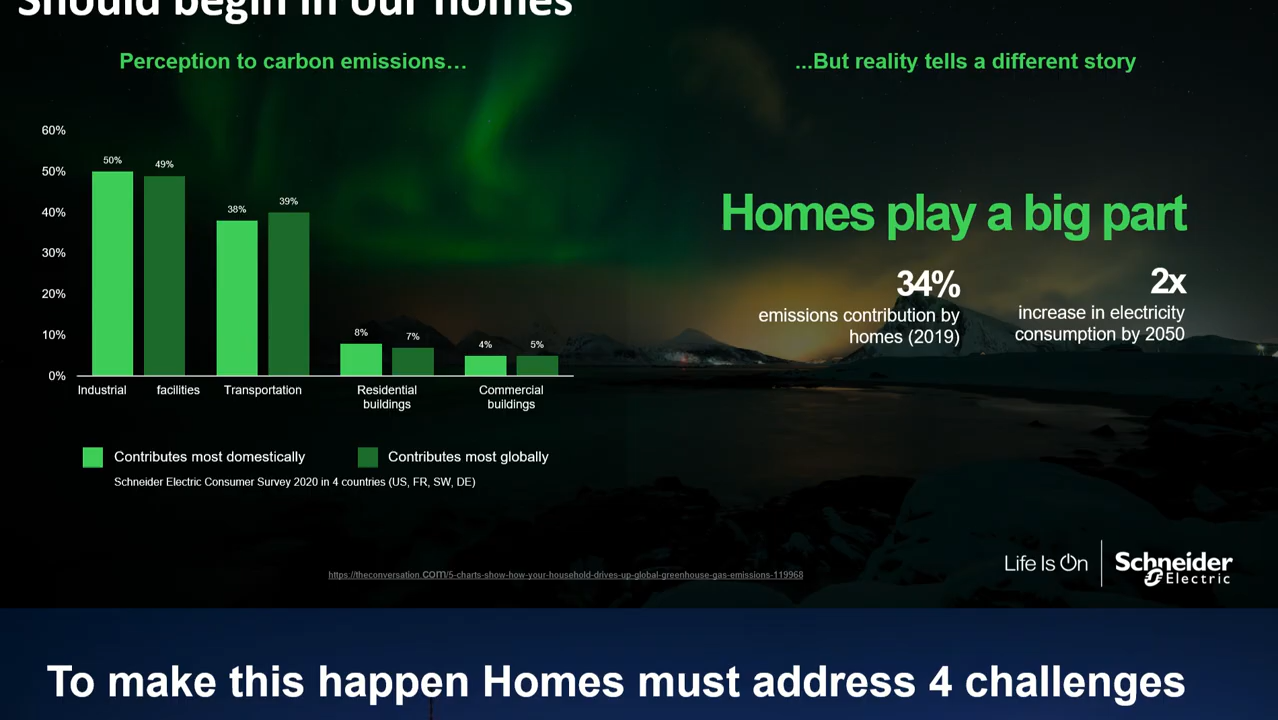 Should begin in our homes
Perception to carbon emissions…
...But reality tells a different story
60%
50%
40%
30%
20%
10%
0%
50%
49%
38%
39%
8%
7%
4%
5%
Industrial facilities
Transportation
Residential
buildings
Commercial
buildings
Contributes most domestically
Contributes most globally
Schneider Electric Consumer Survey 2020 in 4 countries (US, FR, SW, DE)
Homes play a big part
34%
emissions contribution by
homes (2019)
2x
increase in electricity
consumption by 2050
https://theconversation.com/5-charts-show-how-your-household-drives-up-global-greenhouse-gas-emissions-119968
Life Is On
Schneider
Electric
To make this happen Homes must address 4 challenges